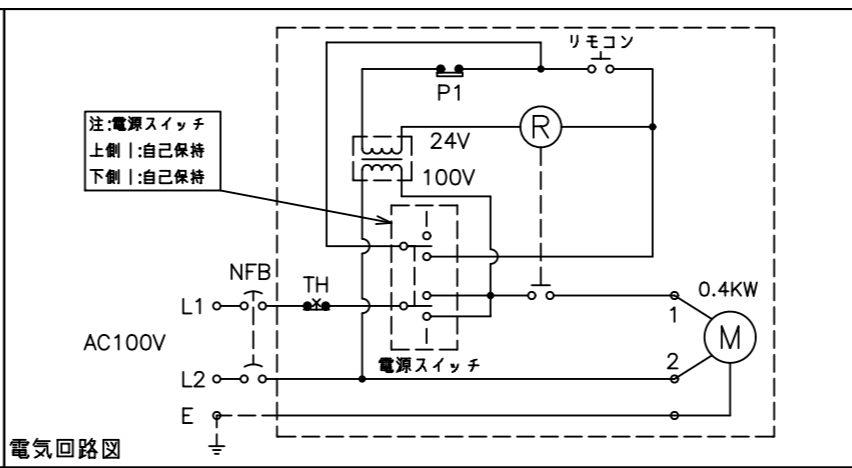 リモコン
P1
注:電源スイッチ
上側 |:自己保持
下側 |:自己保持
24V
R
100V
NFB
TH
L1
0.4KW
1
M
AC100V
電源スイッチ
2
L2
E
電気回路図